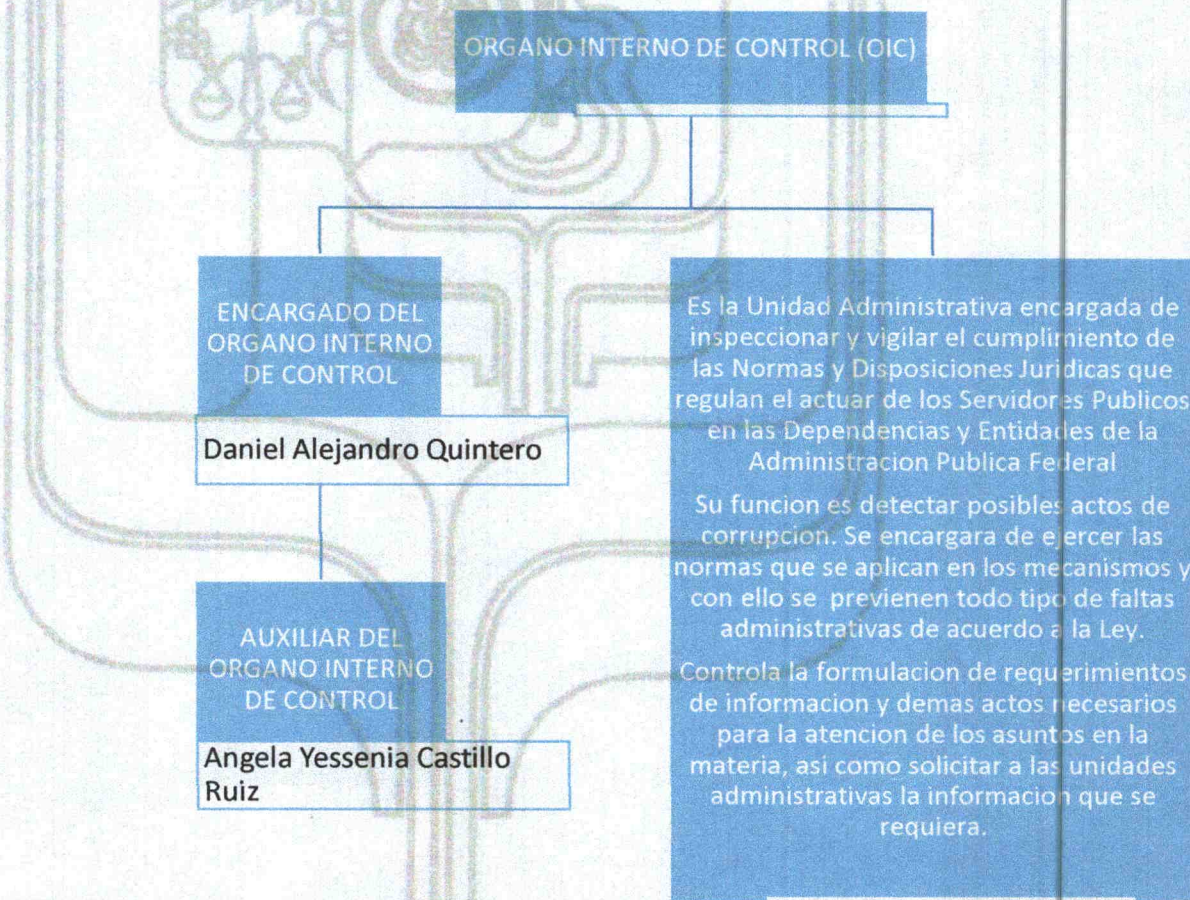 ORGANO INTERNO DE CONTROL (OIC)
ENCARGADO DEL
ORGANO INTERNO
DE CONTROL
Daniel Alejandro Quintero
AUXILIAR DEL
ORGANO INTERNO
DE CONTROL
Angela Yessenia Castillo
Ruiz
Es la Unidad Administrativa encargada de
inspeccionar y vigilar el cumplimiento de
las Normas y Disposiciones Juridicas que
regulan el actuar de los Servidores Publicos
en las Dependencias y Entidades de la
Administracion Publica Federal
Su funcion es detectar posibles actos de
corrupcion. Se encargara de ejercer las
normas que se aplican en los mecanismos y
con ello se previenen todo tipo de faltas
administrativas de acuerdo a la Ley.
Controla la formulacion de requerimientos
de informacion y demas actos necesarios
para la atencion de los asuntos en la
materia, asi como solicitar a las unidades
administrativas la informacion que se
requiera.